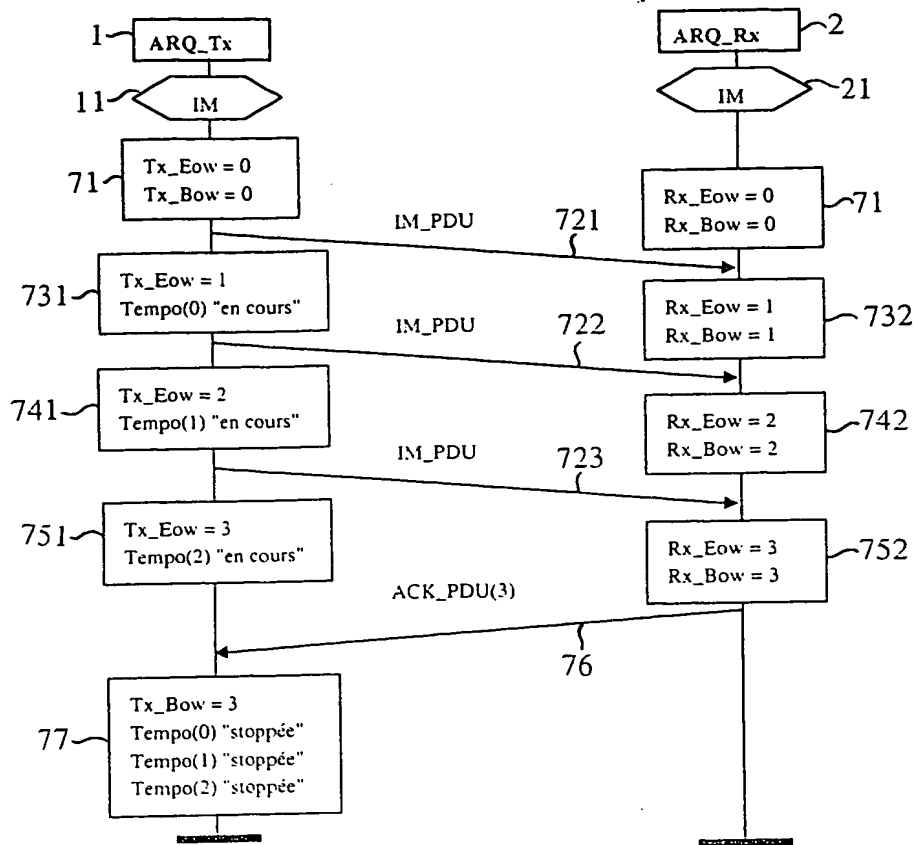 1
ARQ_Tx
ARQ_Rx
2
11
IM
IM
21
71
Tx_Eow = 0
Tx_Bow = 0
Rx_Eow = 0
Rx_Bow = 0
71
IM_PDU
721
731
Tx_Eow = 1
Tempo(0) "en cours"
Rx_Eow = 1
Rx_Bow = 1
732
IM_PDU
722
741
Tx_Eow = 2
Tempo(1) "en cours"
Rx_Eow = 2
Rx_Bow = 2
742
IM_PDU
723
751
Tx_Eow = 3
Tempo(2) "en cours"
Rx_Eow = 3
Rx_Bow = 3
752
ACK_PDU(3)
76
77
Tx_Bow = 3
Tempo(0) "stoppée"
Tempo(1) "stoppée"
Tempo(2) "stoppée"